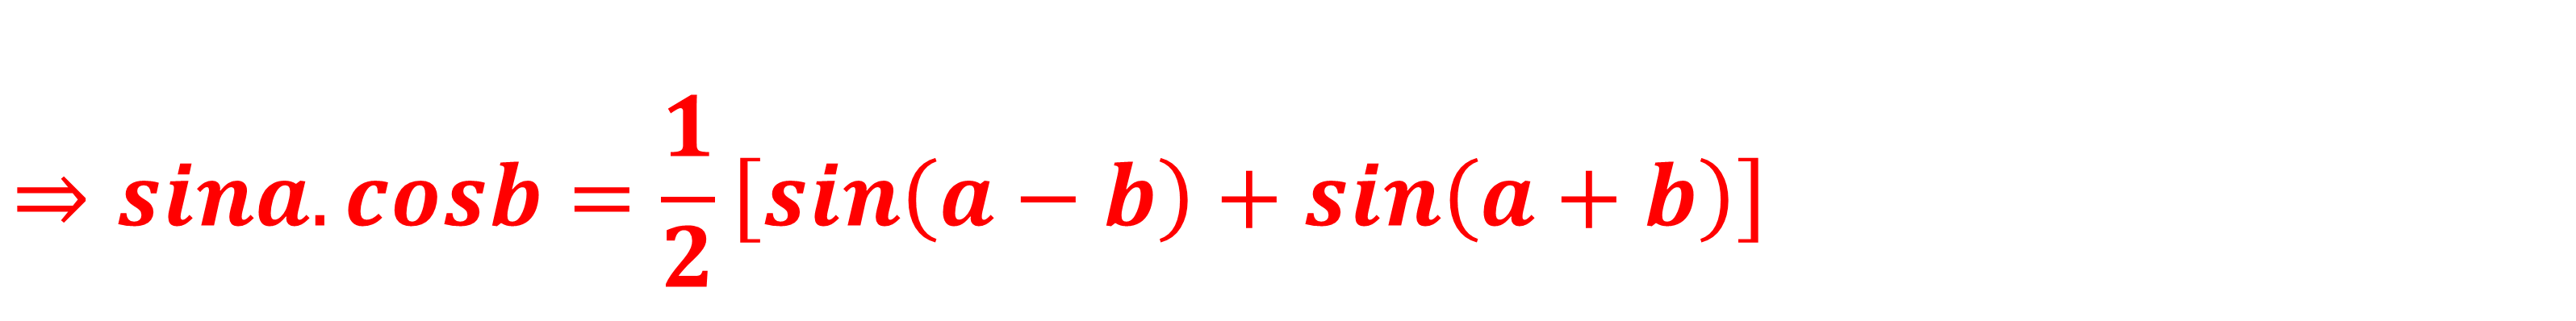 ⇒ sina.cosb = 1/2 [sin(a − b) + sin(a + b)]